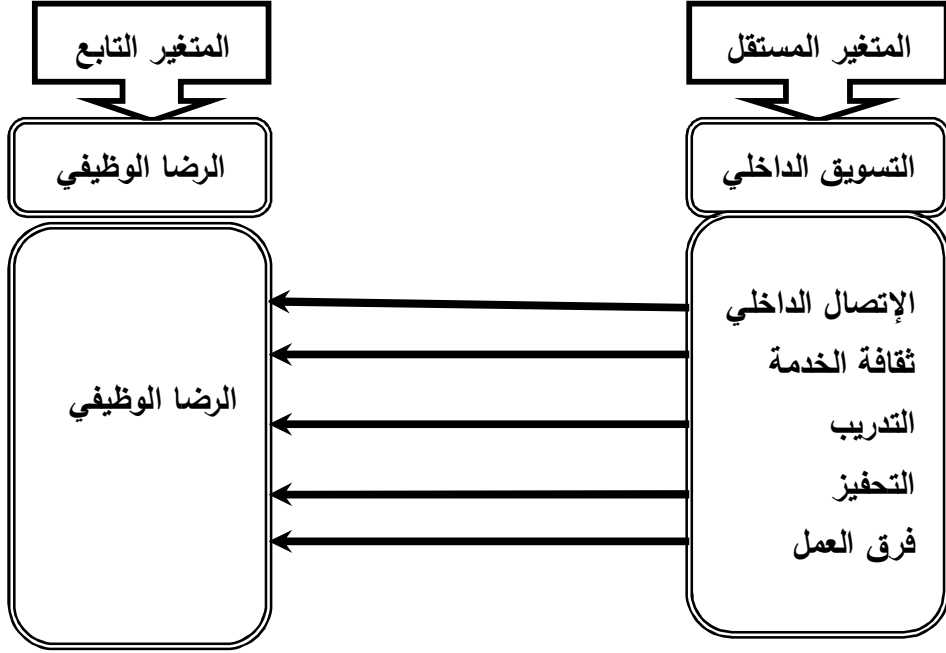 المتغير المستقل
المتغير التابع
التسويق الداخلي
الرضا الوظيفي
الإتصال الداخلي
ثقافة الخدمة
التدريب
التحفيز
فرق العمل
الرضا الوظيفي